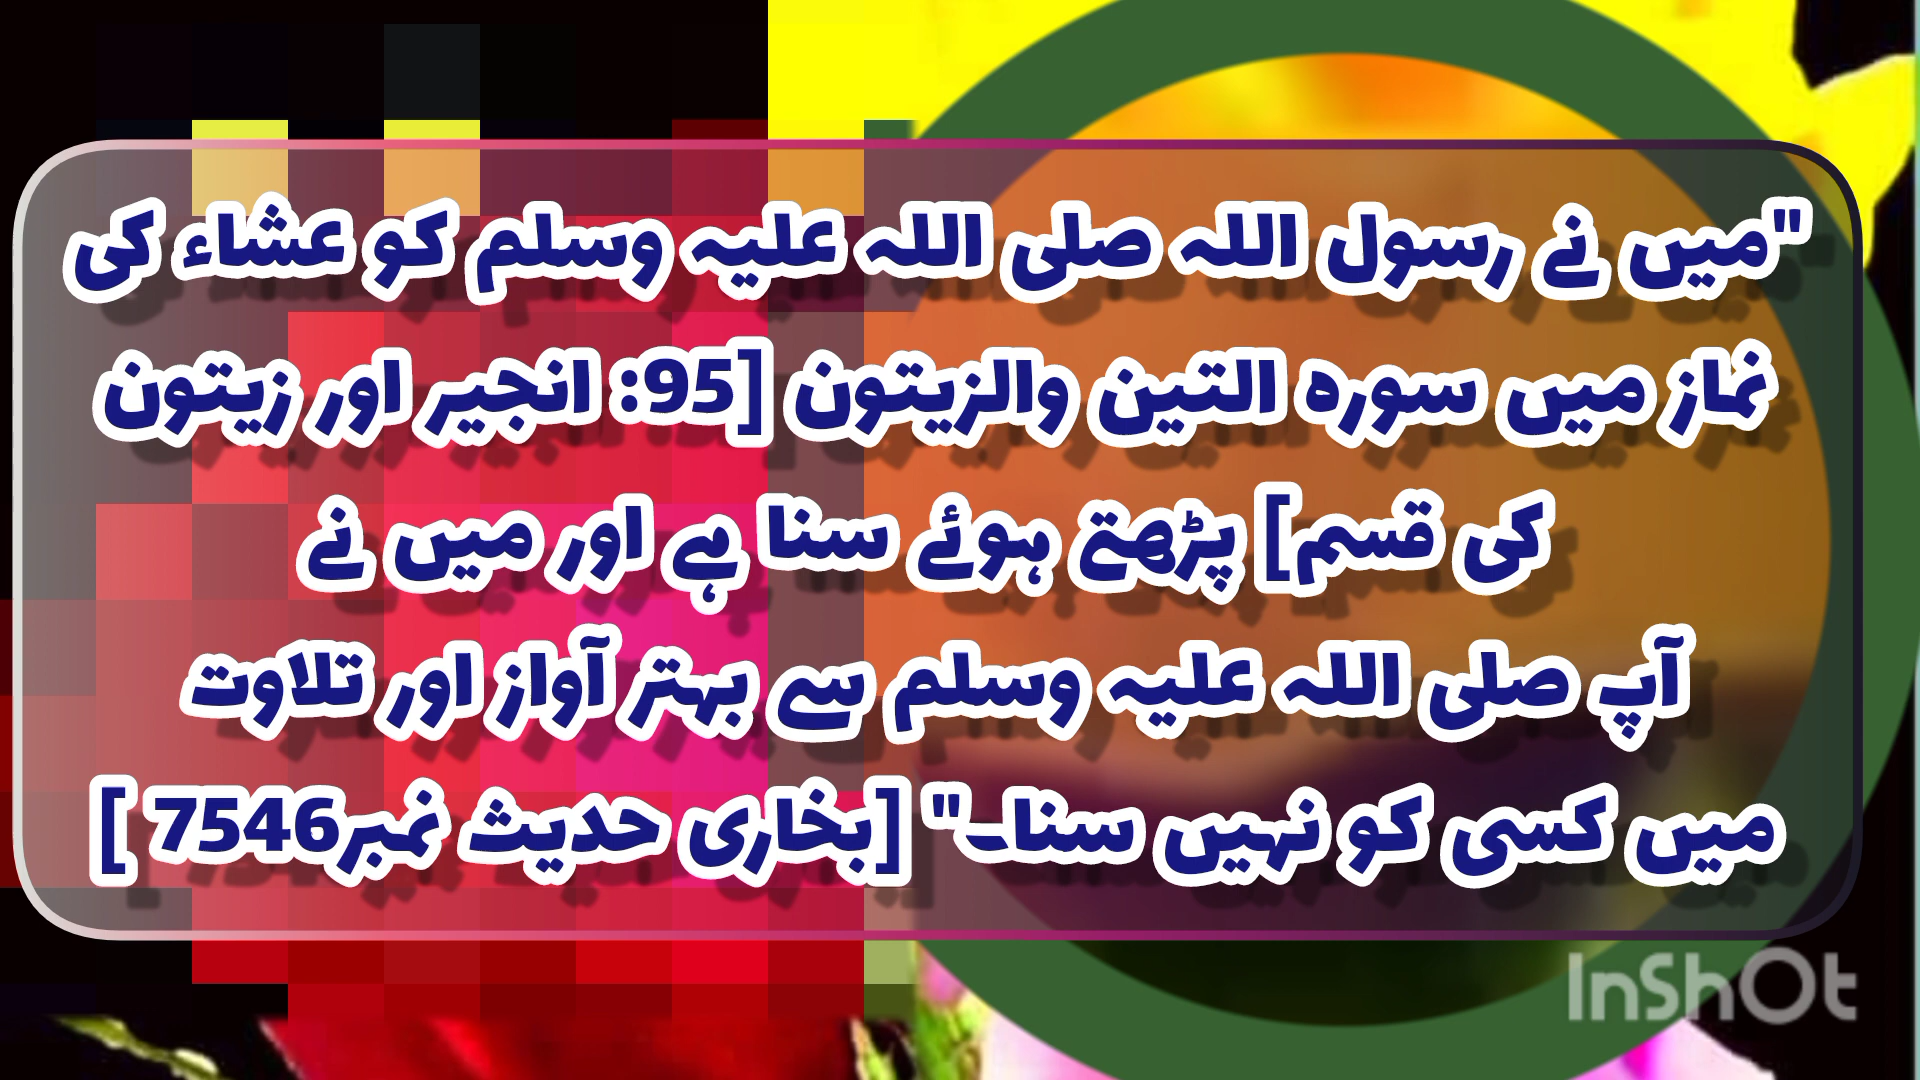 "میں نے رسول اللہ صلی اللہ علیہ وسلم کو عشاء کی
نماز میں سورہ التین والزیتون [95: انجیر اور زیتون
کی قسم] پڑھتے ہوئے سنا ہے اور میں نے
آپ صلی اللہ علیہ وسلم سے بہتر آواز اور تلاوت
میں کسی کو نہیں سنا۔" [بخاری حدیث نمبر7546 ]
InShOt